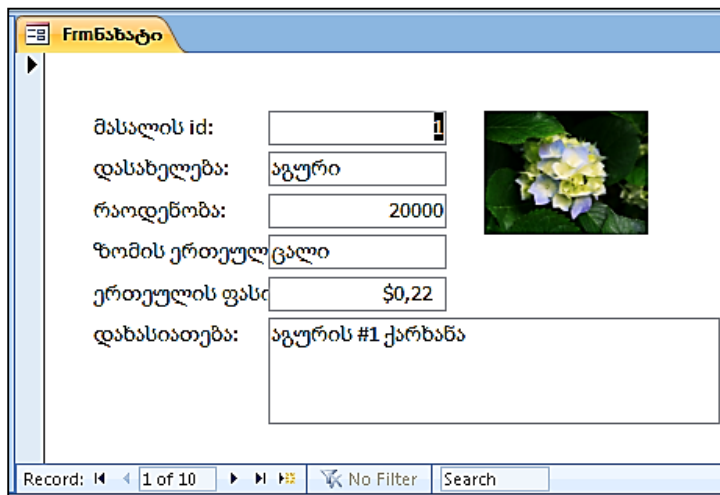 Frmნახატი
მასალის id: 1
დასახელება: აგური
რაოდენობა: 20000
ზომის ერთეულ ცალი
ერთეულის ფასი $0,22
დახასიათება: აგურის #1 ქარხანა
Record: 1 of 10 No Filter Search